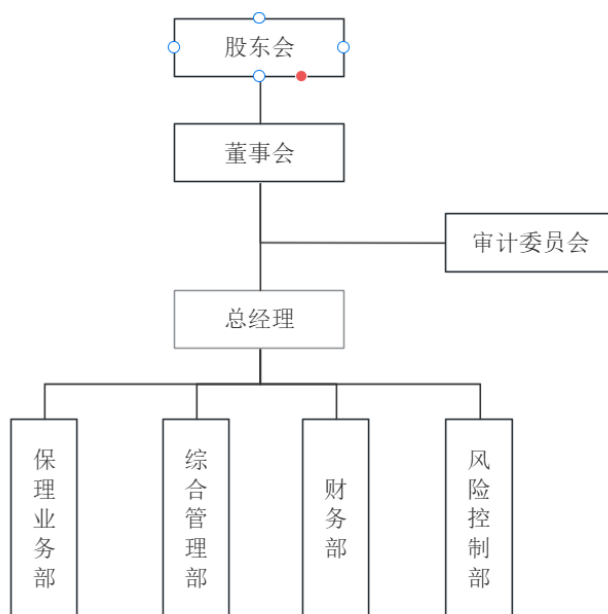 股东会
董事会
审计委员会
总经理
保理业务部
综合管理部
财务部
风险控制部